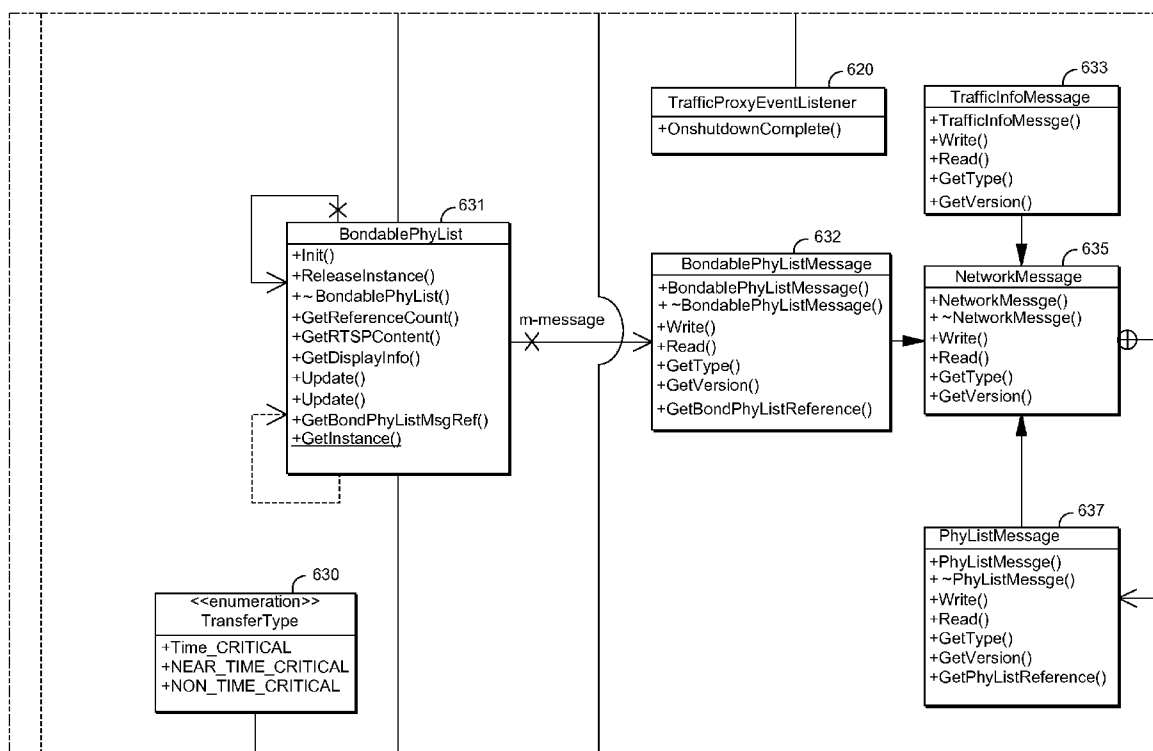 620
TrafficProxyEventListener
+OnshutdownComplete()
633
TrafficInfoMessage
+TrafficInfoMessge()
+Write()
+Read()
+GetType()
+GetVersion()
631
BondablePhyList
+Init()
+ReleaseInstance()
+~BondablePhyList()
+GetReferenceCount()
+GetRTSPContent()
+GetDisplayInfo()
+Update()
+Update()
+GetBondPhyListMsgRef()
+GetInstance()
m-message
632
BondablePhyListMessage
+BondablePhyListMessage()
+ ~BondablePhyListMessage()
+Write()
+Read()
+GetType()
+GetVersion()
+GetBondPhyListReference()
635
NetworkMessage
+NetworkMessge()
+ ~NetworkMessge()
+Write()
+Read()
+GetType()
+GetVersion()
630
<<enumeration>>
TransferType
+Time_CRITICAL
+NEAR_TIME_CRITICAL
+NON_TIME_CRITICAL
637
PhyListMessage
+PhyListMessge()
+ ~PhyListMessge()
+Write()
+Read()
+GetType()
+GetVersion()
+GetPhyListReference()